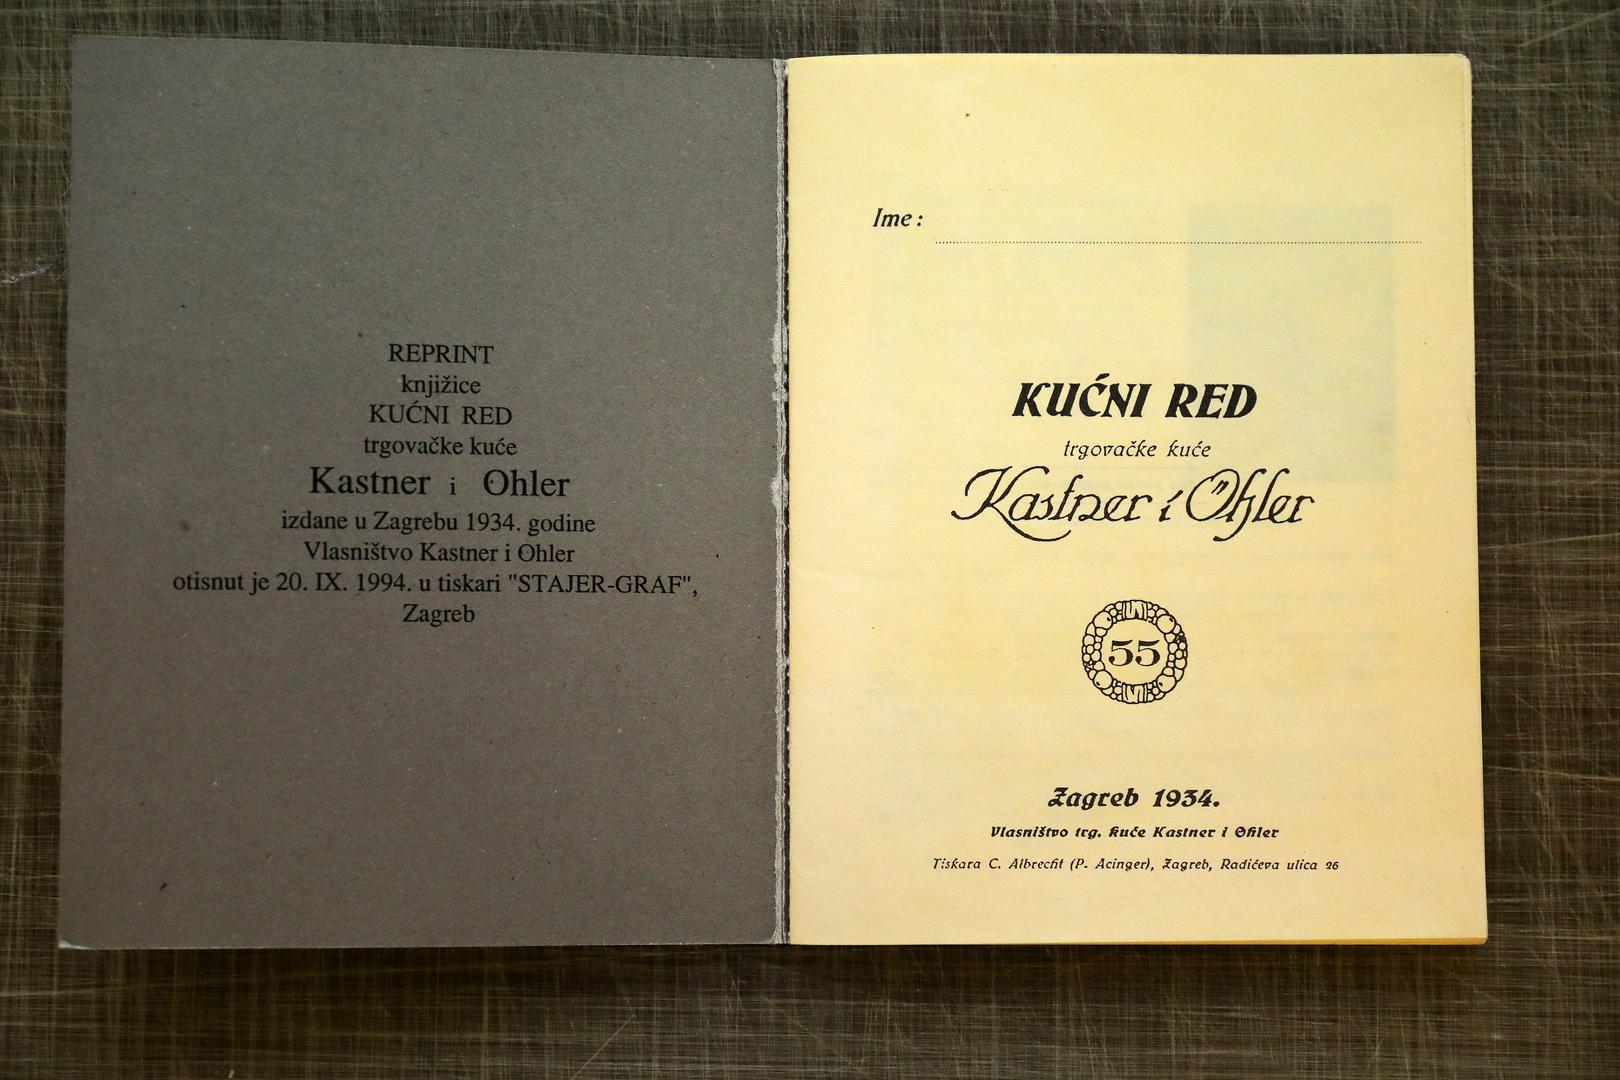 REPRINT
knjižice
KUĆNI RED
trgovačke kuće
Kastner i Ohler
izdane u Zagrebu 1934. godine
Vlasništvo Kastner i Ohler
otisnut je 20. IX. 1994. u tiskari "STAJER-GRAF",
Zagreb
Ime :
KUĆNI RED
trgovačke kuće
Kastner i Öhler
55
Zagreb 1934.
Vlasništvo trg. kuće Kastner i Ohler
Tiskara C. Albrecht (P. Acinger), Zagreb, Radićeva ulica 26